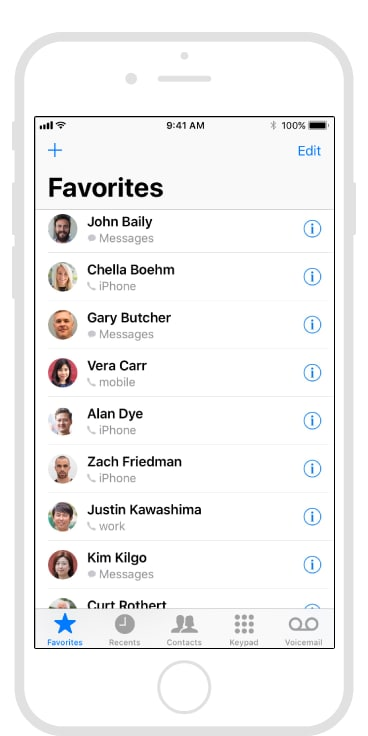 9:41 AM
100%
Edit
Favorites
John Baily
Messages
Chella Boehm
iPhone
Gary Butcher
Messages
Vera Carr
mobile
Alan Dye
iPhone
Zach Friedman
iPhone
Justin Kawashima
work
Kim Kilgo
Messages
Curt Rothert
Favorites
Recents
Contacts
Keypad
Voicemail